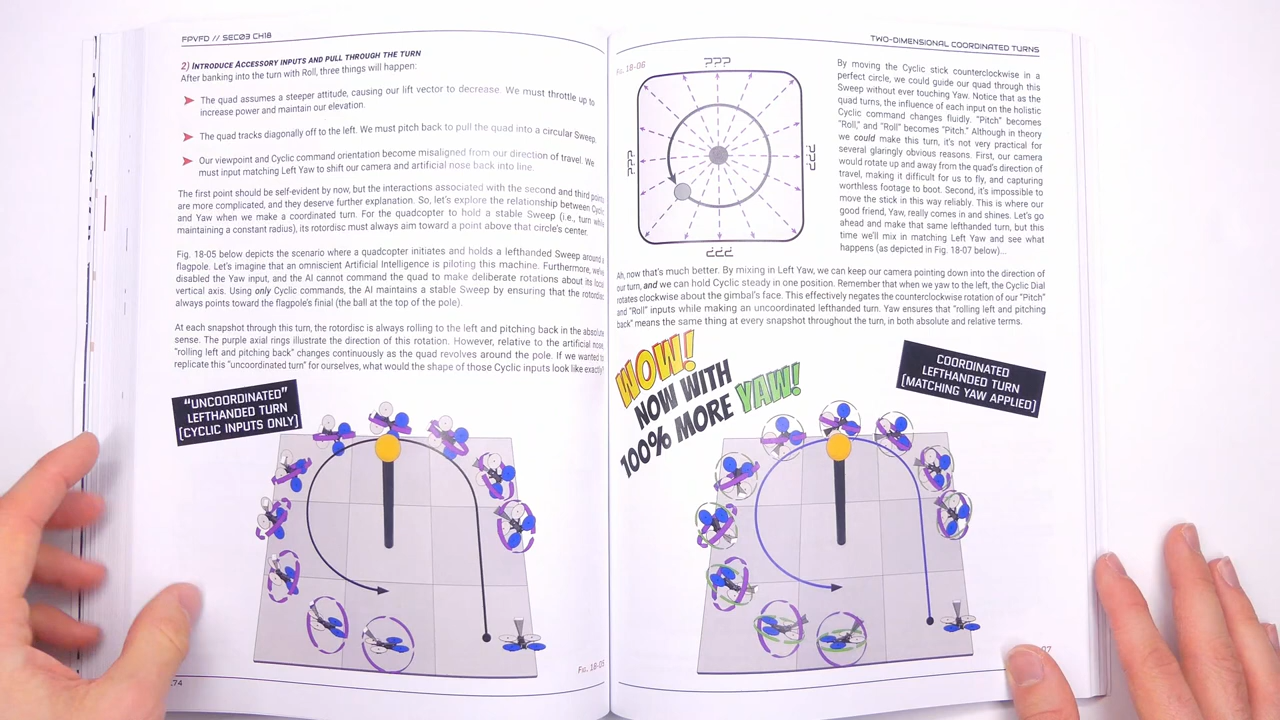 FPVFD // SEC03 CH18
2) INTRODUCE ACCESSORY INPUTS AND PULL THROUGH THE TURN
After banking into the turn with Roll, three things will happen:
The quad assumes a steeper attitude, causing our lift vector to decrease. We must throttle up to
increase power and maintain our elevation.
The quad tracks diagonally off to the left. We must pitch back to pull the quad into a circular Sweep.
Our viewpoint and Cyclic command orientation become misaligned from our direction of travel. We
must input matching Left Yaw to shift our camera and artificial nose back into line.
The first point should be self-evident by now, but the interactions associated with the second and third points
are more complicated, and they deserve further explanation. So, let's explore the relationship between Cyclic
and Yaw when we make a coordinated turn. For the quadcopter to hold a stable Sweep (i.e., turn while
maintaining a constant radius), its rotordisc must always aim toward a point above that circle's center.
Fig. 18-05 below depicts the scenario where a quadcopter initiates and holds a lefthanded Sweep around a
flagpole. Let's imagine that an omniscient Artificial Intelligence is piloting this machine. Furthermore, we've
disabled the Yaw input, and the AI cannot command the quad to make deliberate rotations about its local
vertical axis. Using only Cyclic commands, the AI maintains a stable Sweep by ensuring that the rotordisc
always points toward the flagpole's finial (the ball at the top of the pole).
At each snapshot through this turn, the rotordisc is always rolling to the left and pitching back in the absolute
sense. The purple axial rings illustrate the direction of this rotation. However, relative to the artificial nose,
"rolling left and pitching back" changes continuously as the quad revolves around the pole. If we wanted to
replicate this "uncoordinated turn" for ourselves, what would the shape of those Cyclic inputs look like exactly?
"UNCOORDINATED"
LEFTHANDED TURN
(CYCLIC INPUTS ONLY)
FIG. 18-05
74
TWO-DIMENSIONAL COORDINATED TURNS
FIG. 18-06
???
???
???
???
By moving the Cyclic stick counterclockwise in a
perfect circle, we could guide our quad through this
Sweep without ever touching Yaw. Notice that as the
quad turns, the influence of each input on the holistic
Cyclic command changes fluidly. "Pitch" becomes
"Roll," and "Roll" becomes "Pitch." Although in theory
we could make this turn, it's not very practical for
several glaringly obvious reasons. First, our camera
would rotate up and away from the quad's direction of
travel, making it difficult for us to fly, and capturing
worthless footage to boot. Second, it's impossible to
move the stick in this way reliably. This is where our
good friend, Yaw, really comes in and shines. Let's go
ahead and make that same lefthanded turn, but this
time we'll mix in matching Left Yaw and see what
happens (as depicted in Fig. 18-07 below)...
Ah, now that's much better. By mixing in Left Yaw, we can keep our camera pointing down into the direction of
our turn, and we can hold Cyclic steady in one position. Remember that when we yaw to the left, the Cyclic Dial
rotates clockwise about the gimbal's face. This effectively negates the counterclockwise rotation of our "Pitch"
and "Roll" inputs while making an uncoordinated lefthanded turn. Yaw ensures that "rolling left and pitching
back" means the same thing at every snapshot throughout the turn, in both absolute and relative terms.
WOW!
NOW WITH
100% MORE YAW!
COORDINATED
LEFTHANDED TURN
(MATCHING YAW APPLIED)
07